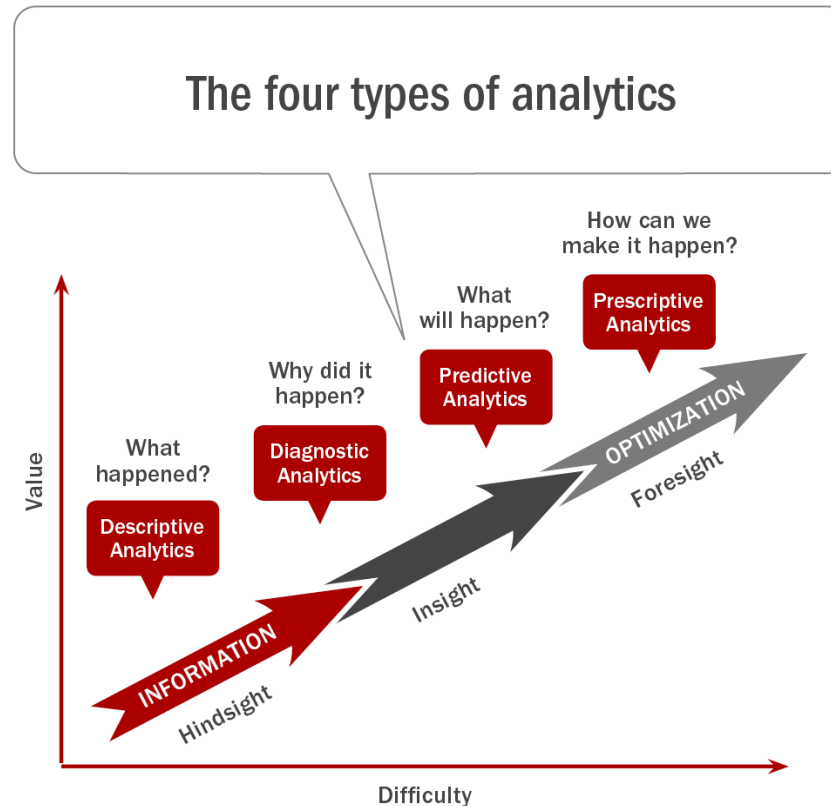 The four types of analytics
How can we
make it happen?
Prescriptive
Analytics
What
will happen?
Predictive
Analytics
Why did it
happen?
Diagnostic
Analytics
What
happened?
Descriptive
Analytics
Value
OPTIMIZATION
Foresight
Insight
INFORMATION
Hindsight
Difficulty